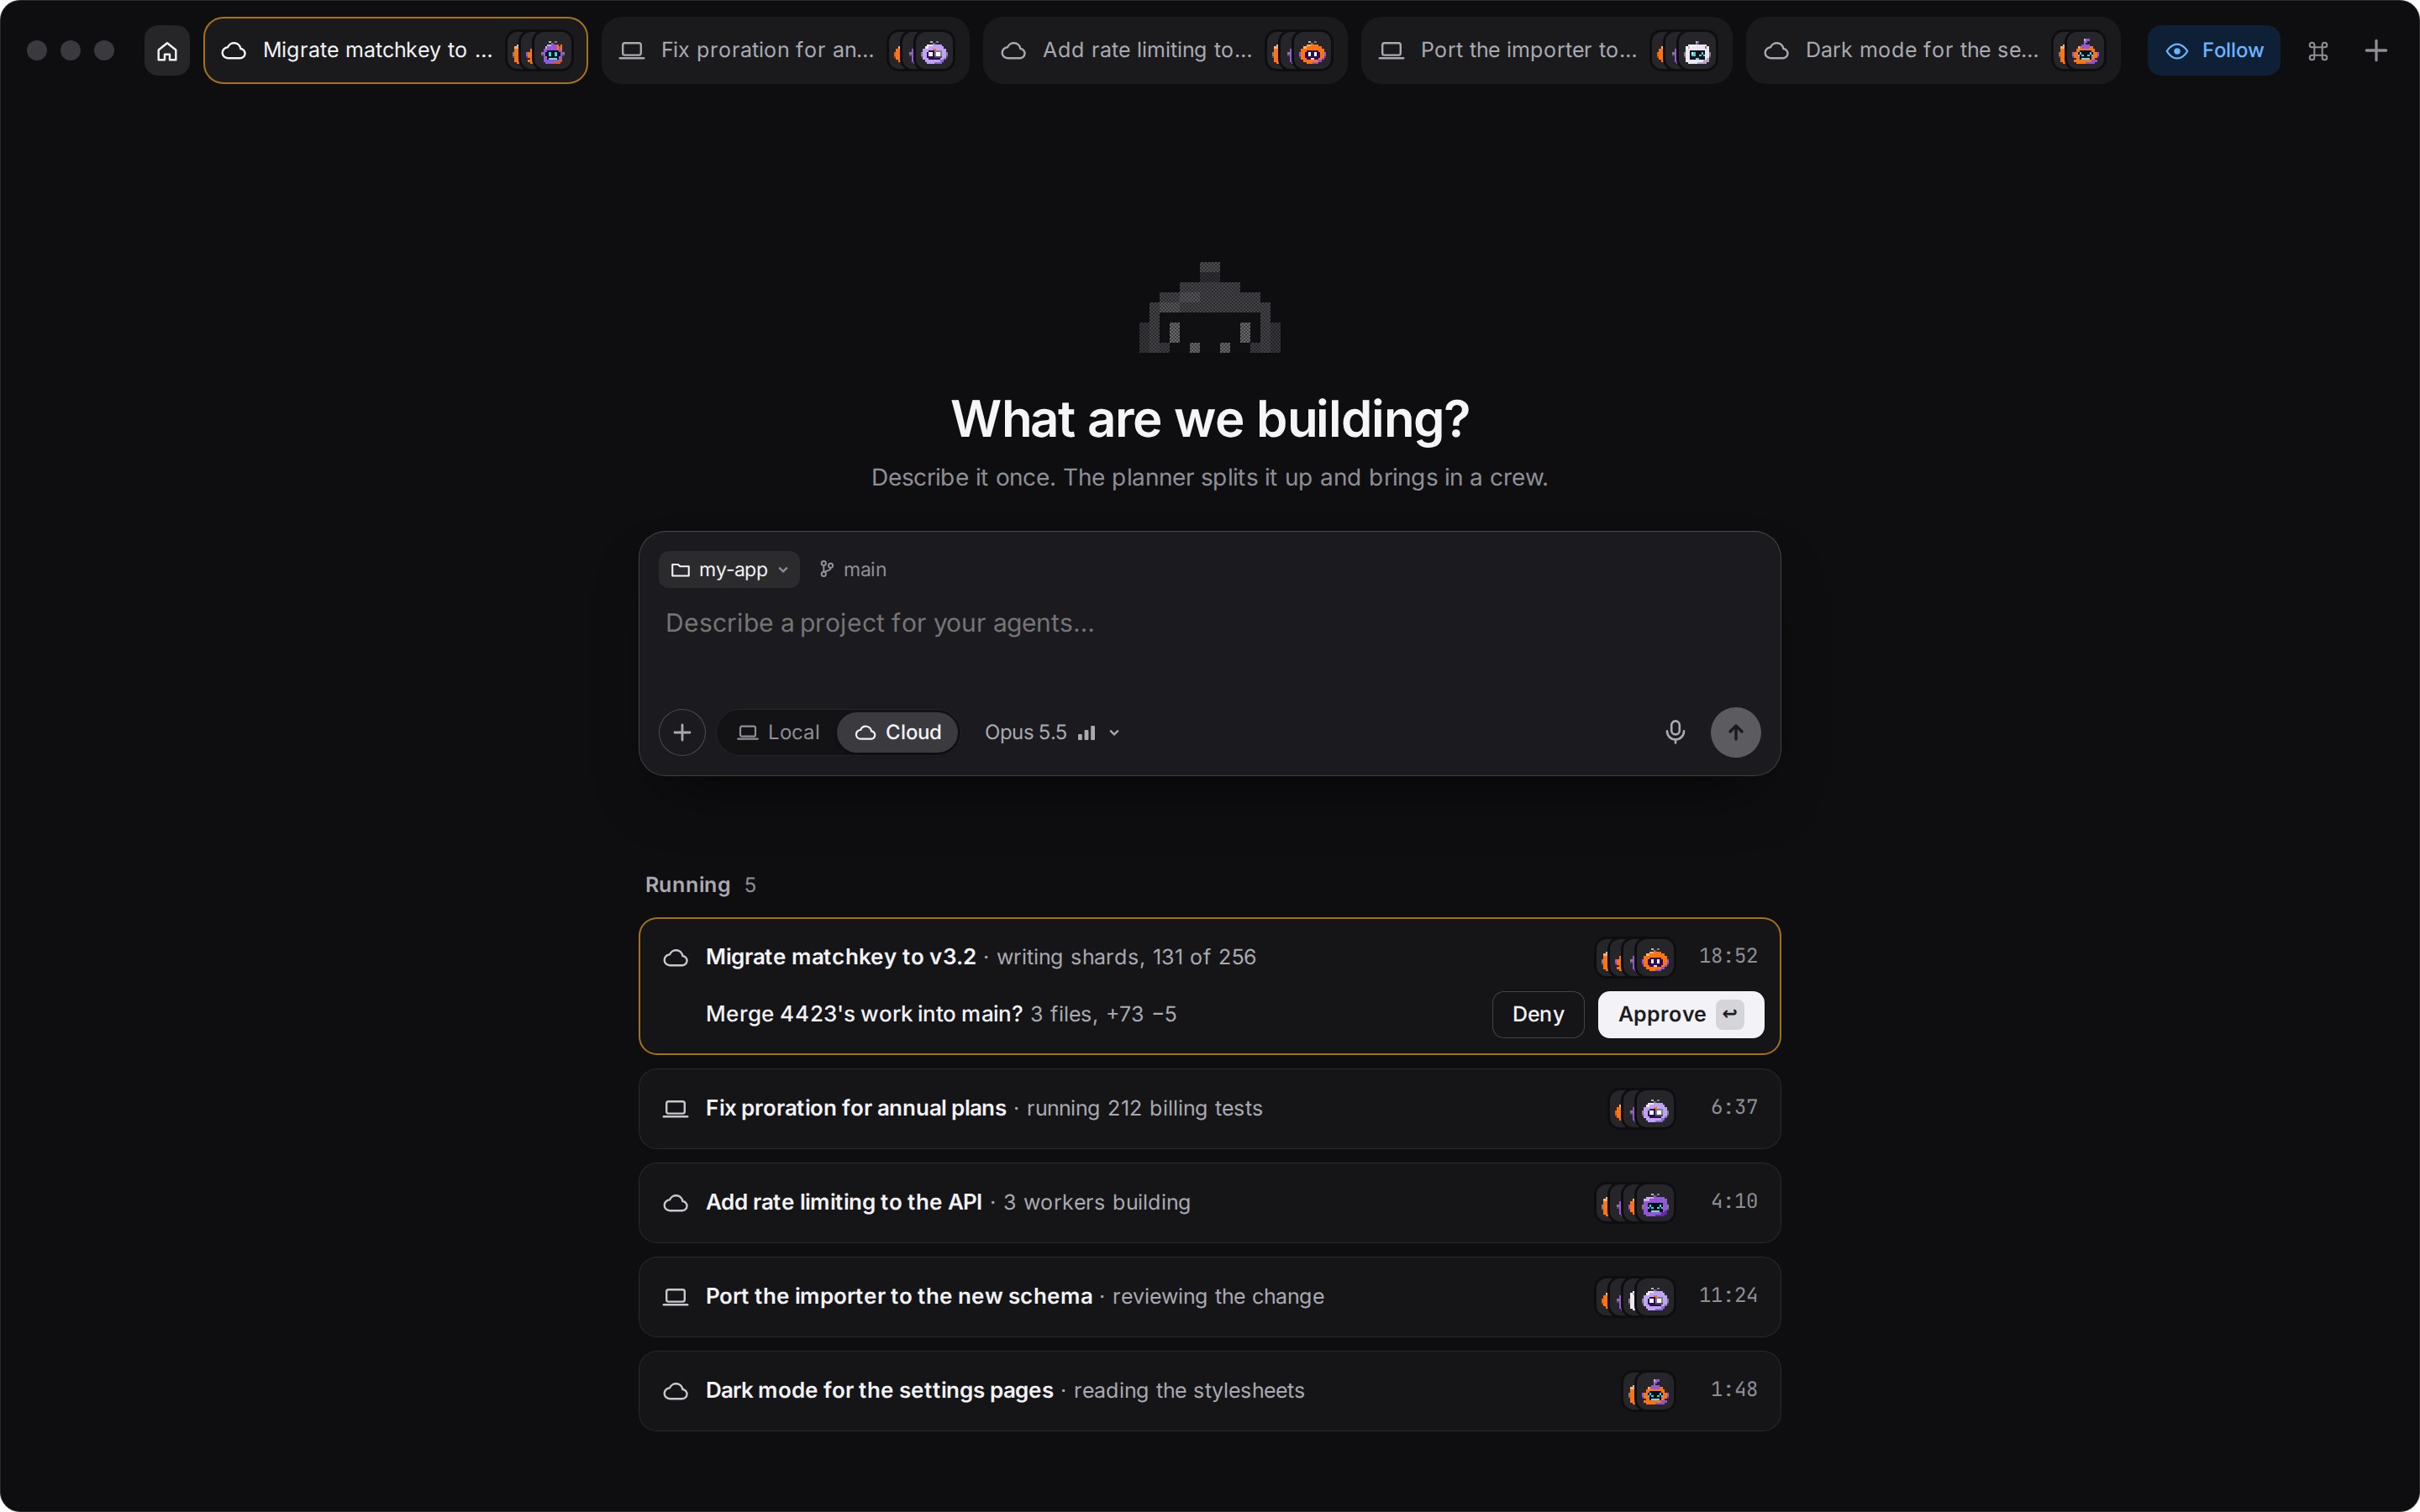 Migrate matchkey to ...
Fix proration for an...
Add rate limiting to...
Port the importer to...
Dark mode for the se...
Follow
What are we building?
Describe it once. The planner splits it up and brings in a crew.
my-app
main
Describe a project for your agents...
Local
Cloud
Opus 5.5
Running 5
Migrate matchkey to v3.2 · writing shards, 131 of 256
18:52
Merge 4423's work into main? 3 files, +73 −5
Deny
Approve
Fix proration for annual plans · running 212 billing tests
6:37
Add rate limiting to the API · 3 workers building
4:10
Port the importer to the new schema · reviewing the change
11:24
Dark mode for the settings pages · reading the stylesheets
1:48